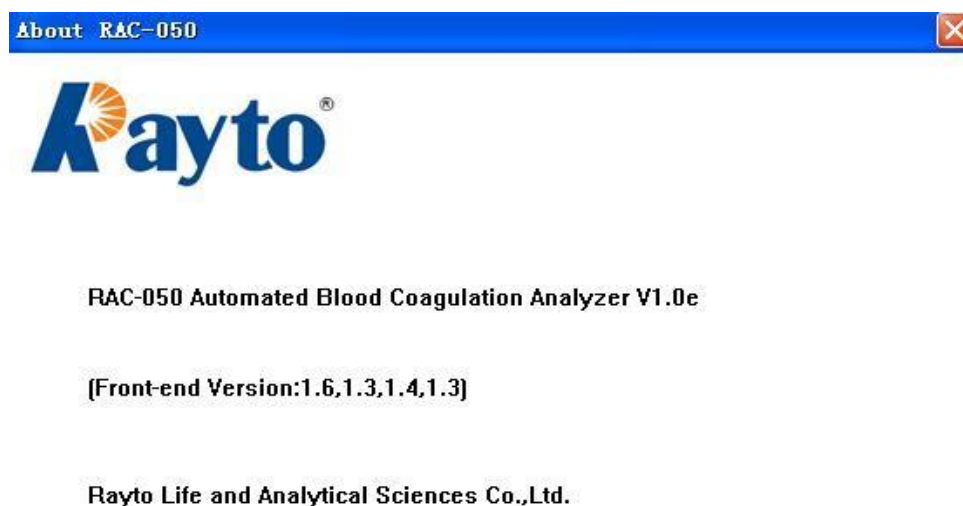 About RAC-050
Rayto®
RAC-050 Automated Blood Coagulation Analyzer V1.0e
(Front-end Version:1.6,1.3,1.4,1.3)
Rayto Life and Analytical Sciences Co.,Ltd.